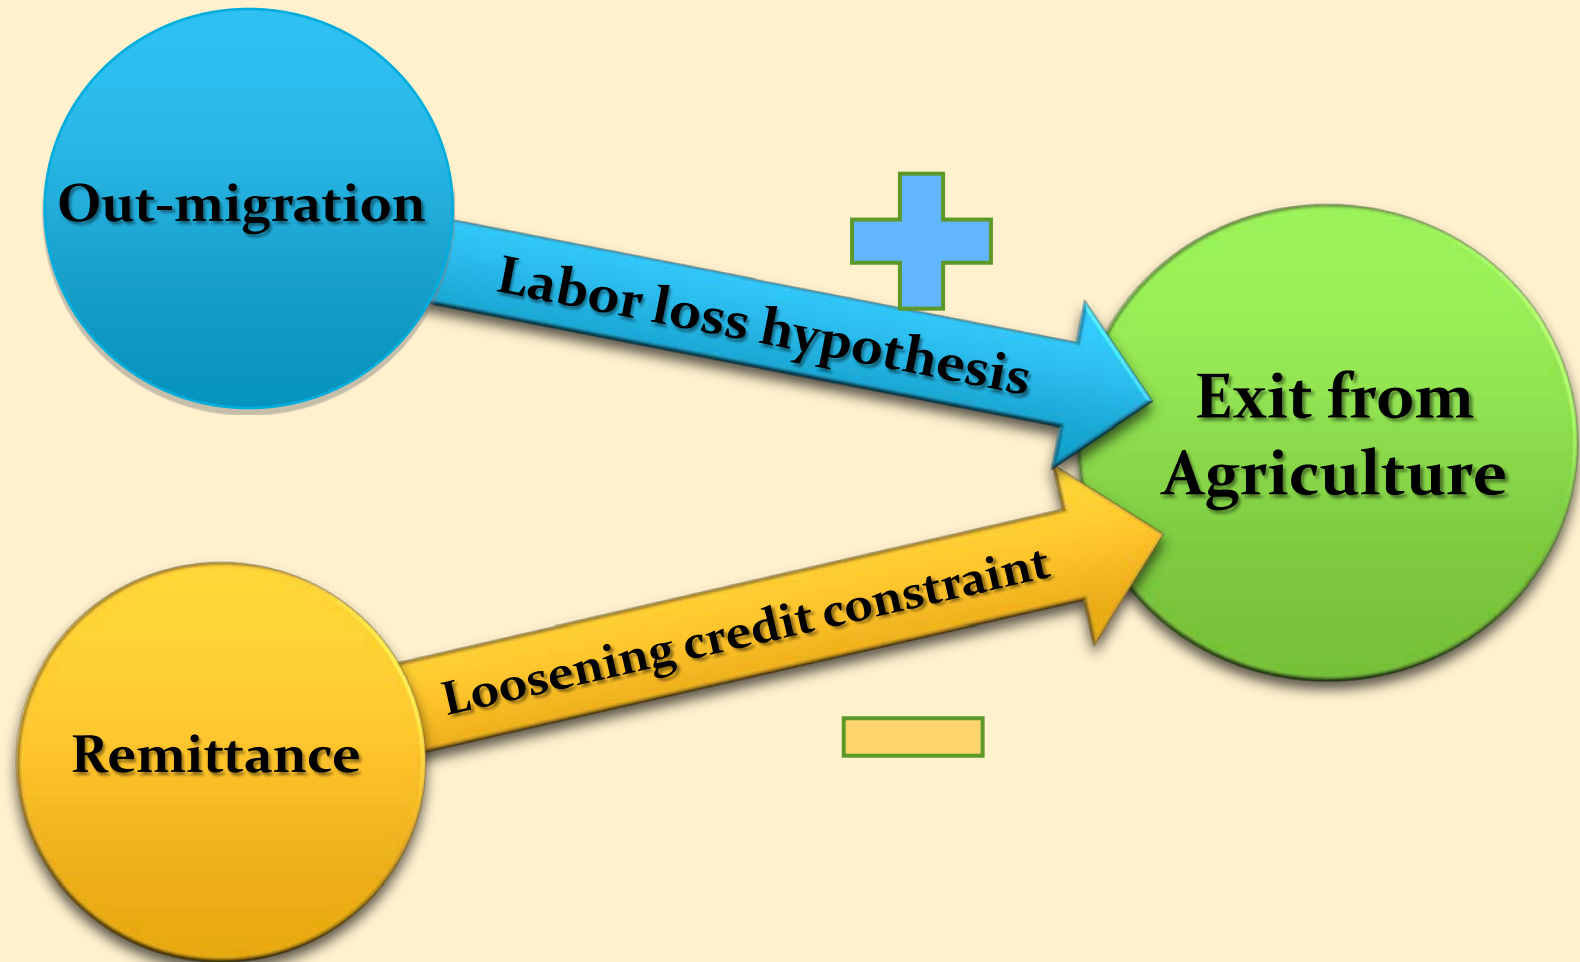 Out-migration
Labor loss hypothesis
Exit from
Agriculture
Loosening credit constraint
Remittance